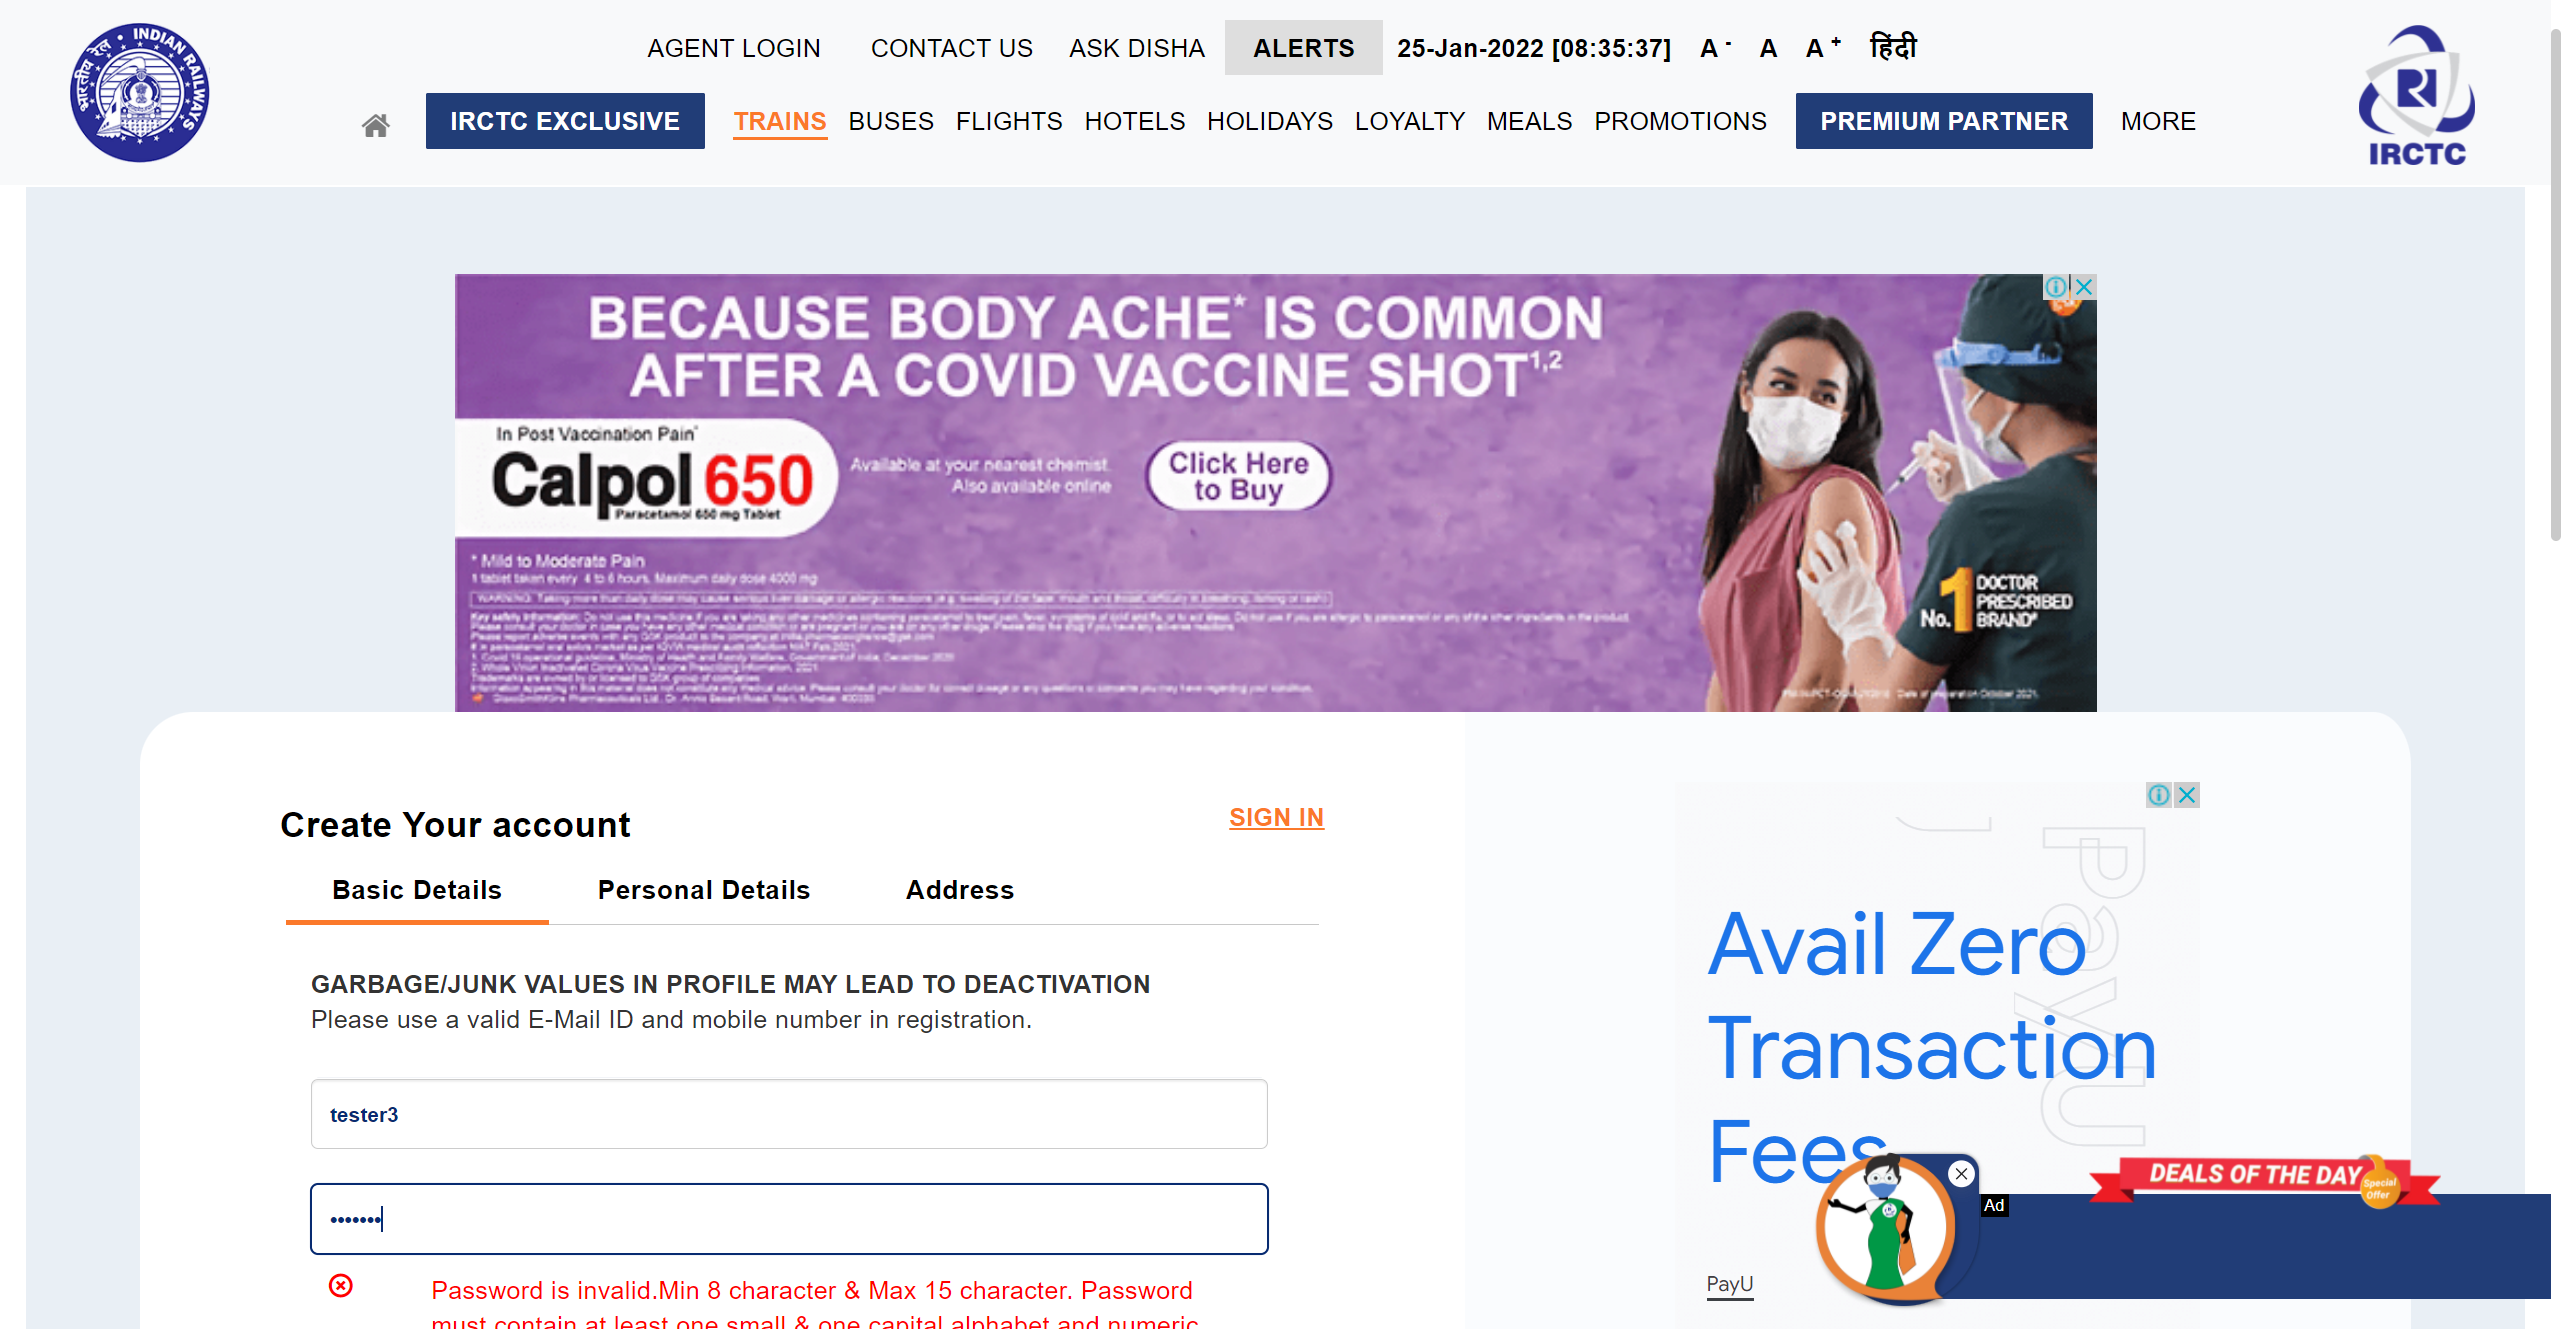 भारतीय रेल • INDIAN RAILWAYS
AGENT LOGIN CONTACT US ASK DISHA ALERTS 25-Jan-2022 [08:35:37] A - A A + हिंदी
IRCTC EXCLUSIVE TRAINS BUSES FLIGHTS HOTELS HOLIDAYS LOYALTY MEALS PROMOTIONS PREMIUM PARTNER MORE
IRCTC
BECAUSE BODY ACHE* IS COMMON
AFTER A COVID VACCINE SHOT1,2
In Post Vaccination Pain*
Calpol 650
Paracetamol 650 mg Tablet
Available at your nearest chemist.
Also available online
Click Here
to Buy
* Mild to Moderate Pain
1 tablet taken every 4 to 6 hours, Maximum daily dose 4000 mg
No. 1 DOCTOR
PRESCRIBED
BRAND#
Create Your account
SIGN IN
Basic Details Personal Details Address
GARBAGE/JUNK VALUES IN PROFILE MAY LEAD TO DEACTIVATION
Please use a valid E-Mail ID and mobile number in registration.
tester3
•••••••
Password is invalid.Min 8 character & Max 15 character. Password
must contain at least one small & one capital alphabet and numeric
PayU
Avail Zero
Transaction
Fees
PayU
Ad
DEALS OF THE DAY
Special
Offer